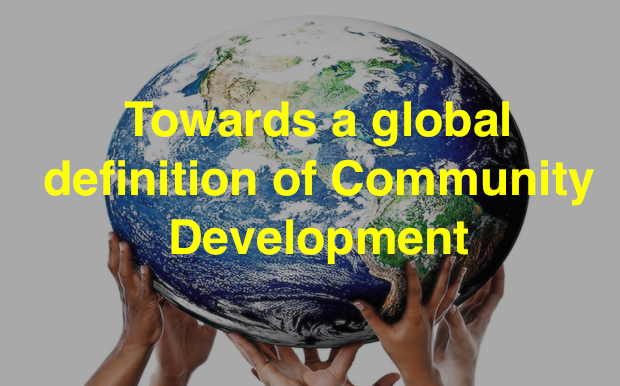 Towards a global
definition of Community
Development